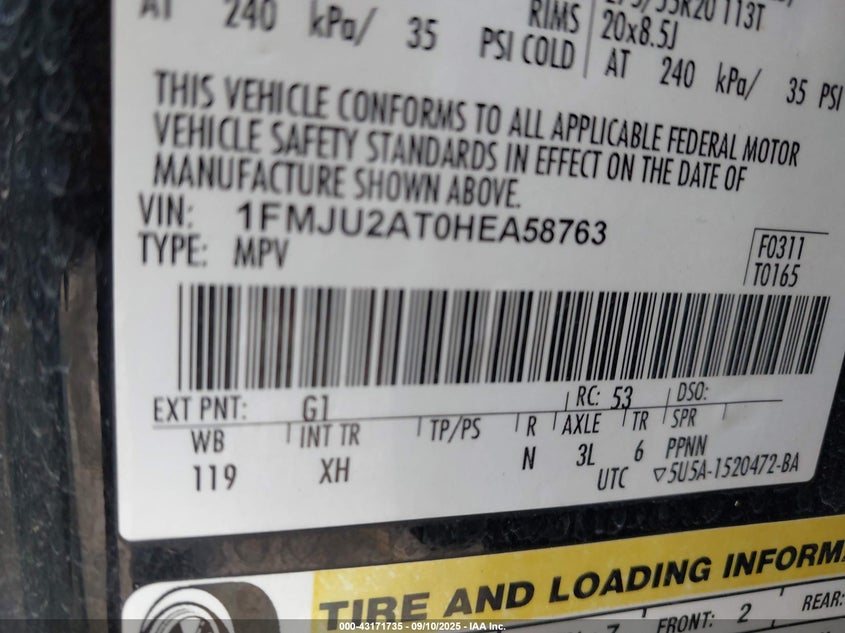 AT 240 kPa/ 35 PSI COLD
RIMS 20x8.5J
AT 240 kPa/ 35 PSI
THIS VEHICLE CONFORMS TO ALL APPLICABLE FEDERAL MOTOR
VEHICLE SAFETY STANDARDS IN EFFECT ON THE DATE OF
MANUFACTURE SHOWN ABOVE.
VIN: 1FMJU2AT0HEA58763
TYPE: MPV
F0311
T0165
EXT PNT: G1 RC: 53 DSO:
WB INT TR TP/PS R AXLE TR SPR
119 XH N 3L 6 PPNN
UTC ▽5U5A-1520472-BA
TIRE AND LOADING INFORMA
7 FRONT: 2 REAR:
000-43171735 - 09/10/2025 - IAA Inc.